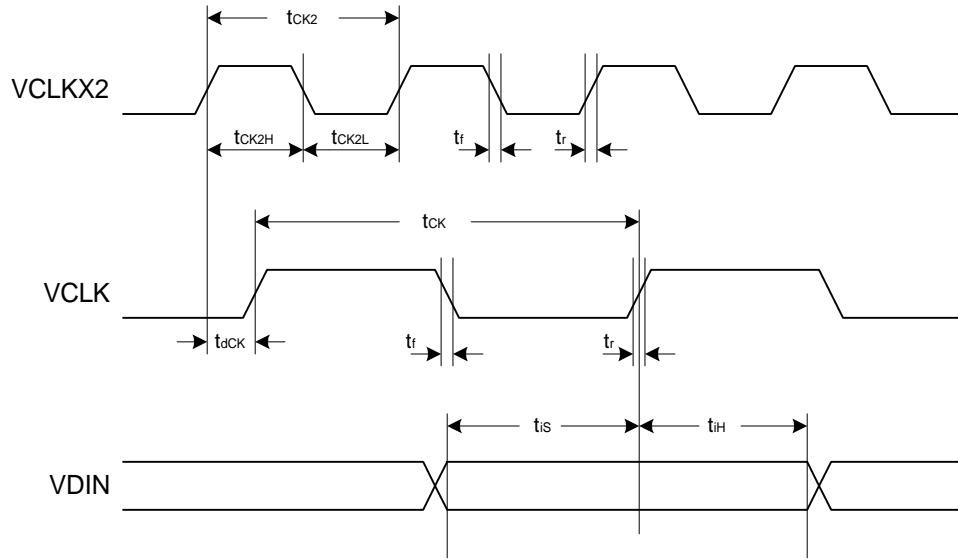 tCK2
VCLKX2
tCK2H tCK2L tf tr
tCK
VCLK
tdCK tf tr
tiS tiH
VDIN